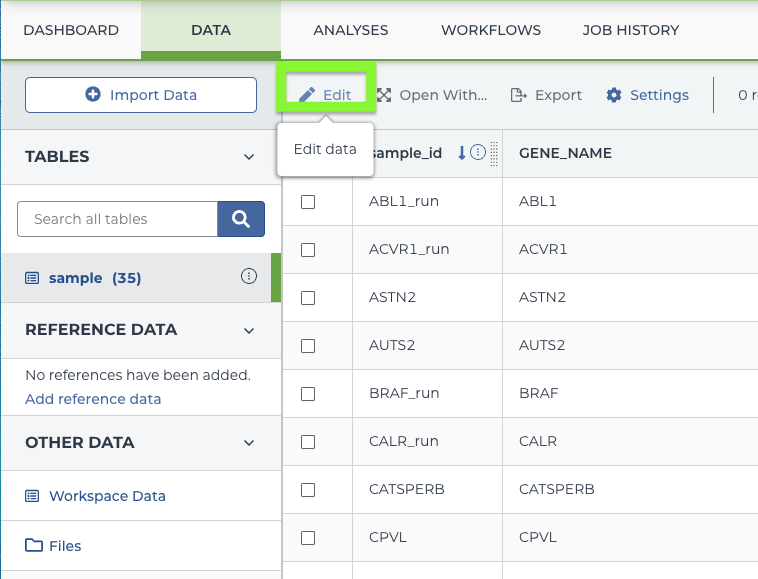 DASHBOARD DATA ANALYSES WORKFLOWS JOB HISTORY
Import Data Edit Open With... Export Settings 0 r
Edit data
TABLES
Search all tables
sample (35)
REFERENCE DATA
No references have been added.
Add reference data
OTHER DATA
Workspace Data
Files
sample_id GENE_NAME
ABL1_run ABL1
ACVR1_run ACVR1
ASTN2 ASTN2
AUTS2 AUTS2
BRAF_run BRAF
CALR_run CALR
CATSPERB CATSPERB
CPVL CPVL